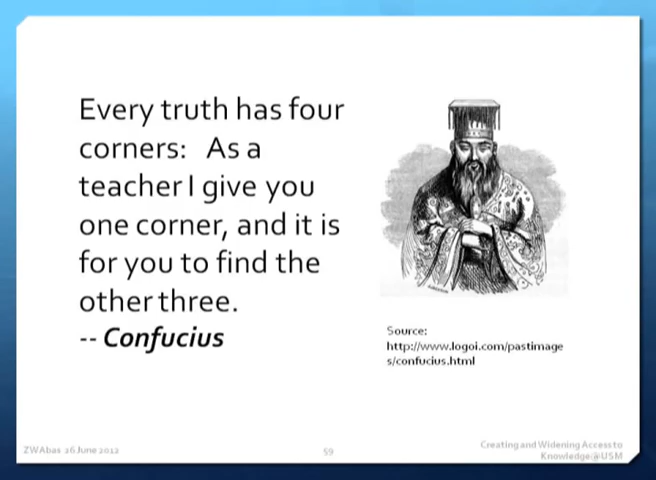 Every truth has four
corners: As a
teacher I give you
one corner, and it is
for you to find the
other three.
-- Confucius
Source:
http://www.logoi.com/pastimage
s/confucius.html
ZWAbas 26 June 2012
59
Creating and Widening Access to
Knowledge@USM